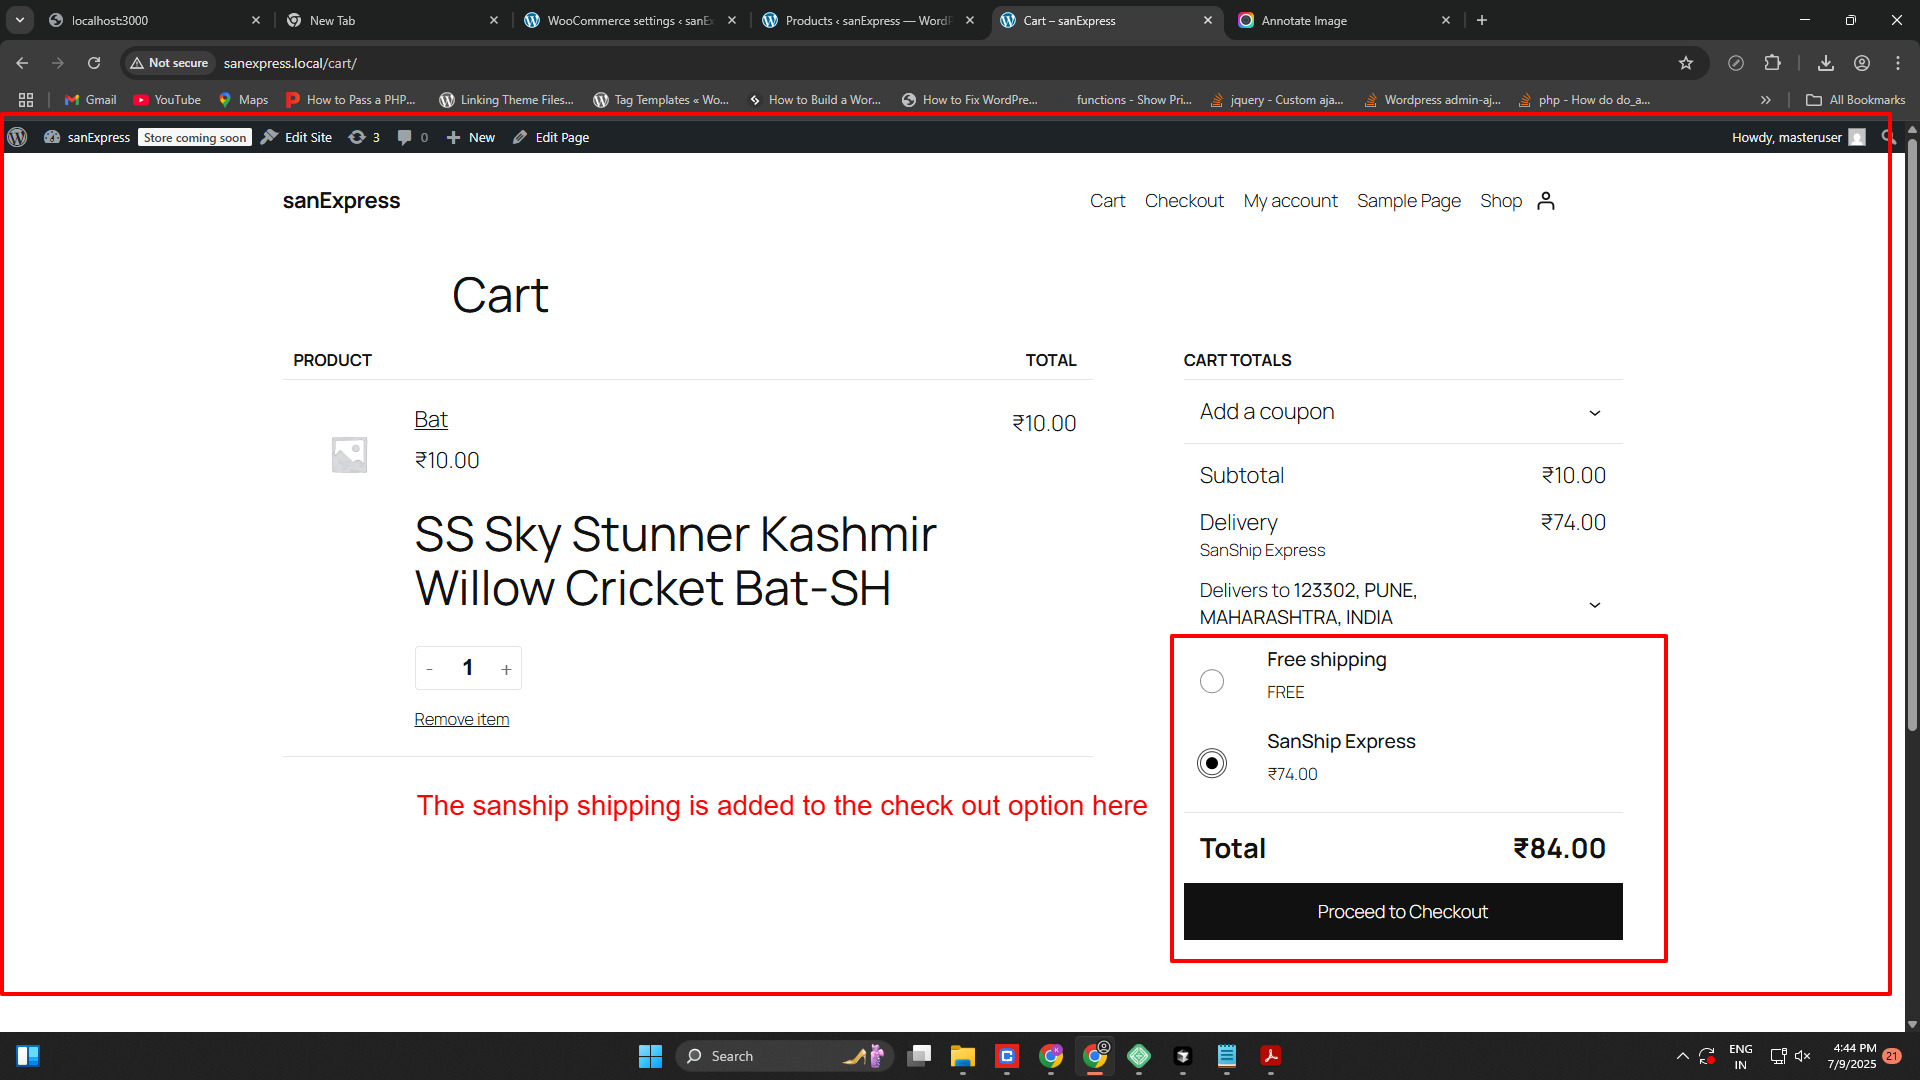 localhost:3000
New Tab
WooCommerce settings ‹ sanEx
Products ‹ sanExpress — WordP
Cart – sanExpress
Annotate Image
Not secure
sanexpress.local/cart/
Gmail
YouTube
Maps
How to Pass a PHP...
Linking Theme Files...
Tag Templates « Wo...
How to Build a Wor...
How to Fix WordPre...
functions - Show Pri...
jquery - Custom aja...
Wordpress admin-aj...
php - How do do_a...
»
All Bookmarks
sanExpress
Store coming soon
Edit Site
3
0
New
Edit Page
Howdy, masteruser
sanExpress
Cart
Checkout
My account
Sample Page
Shop
Cart
PRODUCT
TOTAL
Bat
₹10.00
₹10.00
SS Sky Stunner Kashmir
Willow Cricket Bat-SH
- 1 +
Remove item
The sanship shipping is added to the check out option here
CART TOTALS
Add a coupon
Subtotal
₹10.00
Delivery
₹74.00
SanShip Express
Delivers to 123302, PUNE,
MAHARASHTRA, INDIA
Free shipping
FREE
SanShip Express
₹74.00
Total
₹84.00
Proceed to Checkout
Search
ENG
IN
4:44 PM
7/9/2025
21